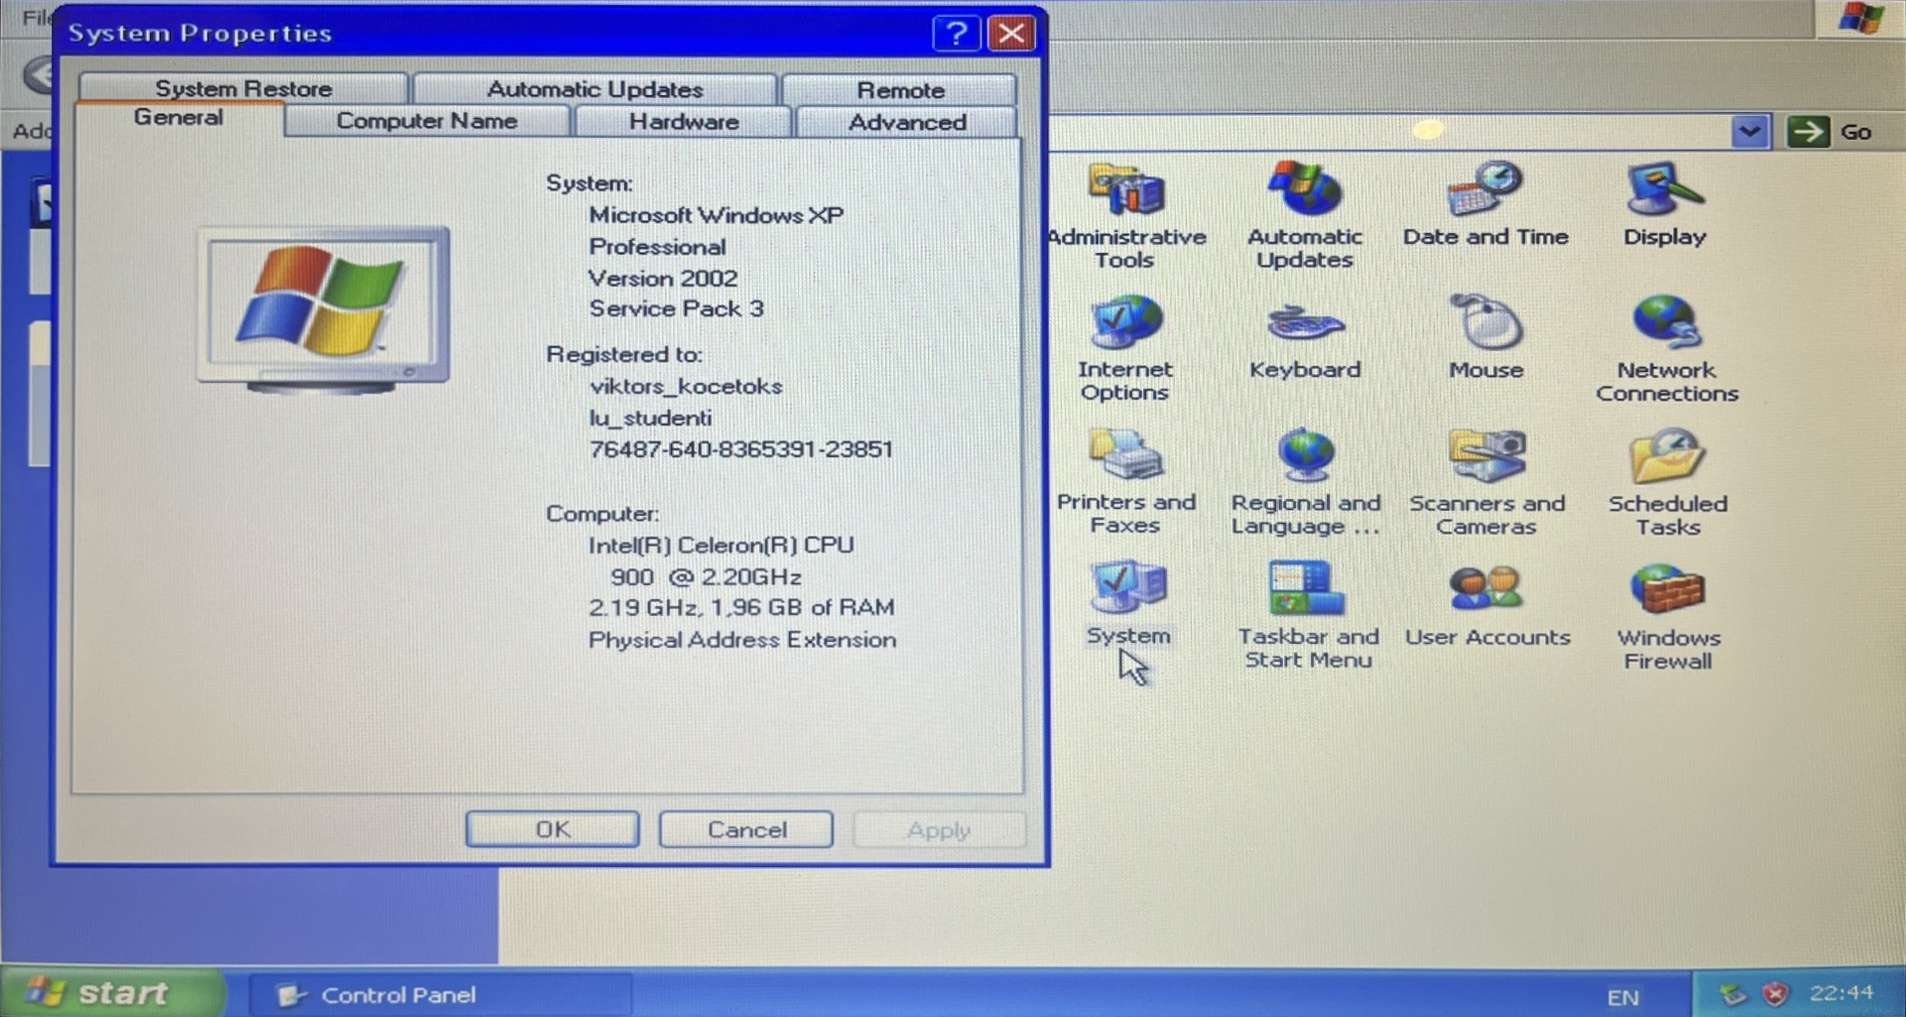 File
System Properties
System Restore
Automatic Updates
Remote
General
Computer Name
Hardware
Advanced
System:
Microsoft Windows XP
Professional
Version 2002
Service Pack 3
Registered to:
viktors_kocetoks
lu_studenti
76487-640-8365391-23851
Computer:
Intel(R) Celeron(R) CPU
900 @ 2.20GHz
2.19 GHz, 1,96 GB of RAM
Physical Address Extension
OK
Cancel
Apply
Go
Administrative
Tools
Automatic
Updates
Date and Time
Display
Internet
Options
Keyboard
Mouse
Network
Connections
Printers and
Faxes
Regional and
Language ...
Scanners and
Cameras
Scheduled
Tasks
System
Taskbar and
Start Menu
User Accounts
Windows
Firewall
start
Control Panel
EN
22:44